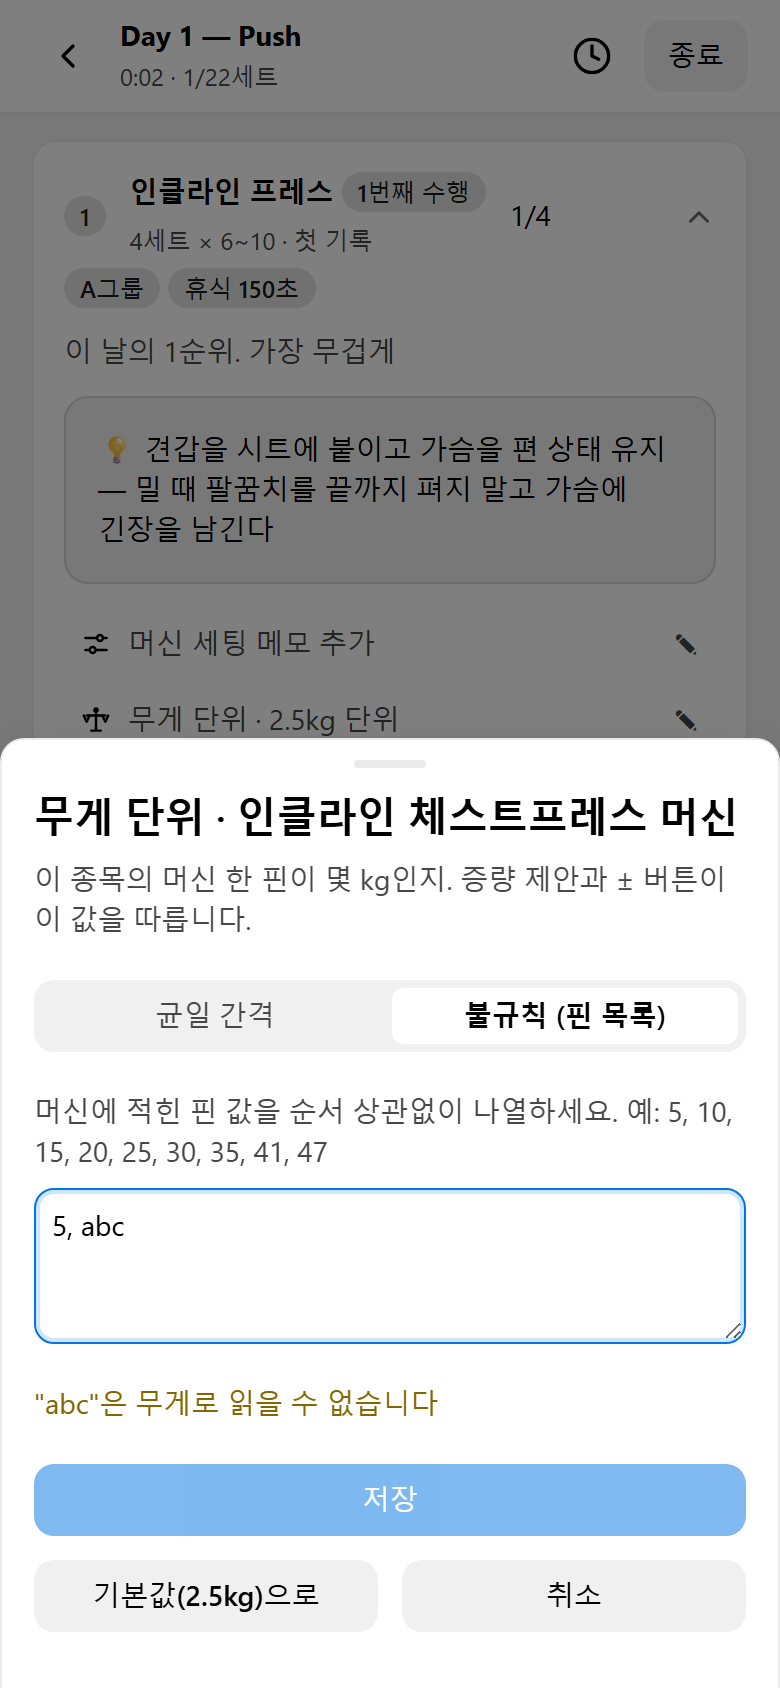 Day 1 — Push
0:02 · 1/22세트
종료
1
인클라인 프레스
1번째 수행
4세트 × 6~10 · 첫 기록
1/4
A그룹
휴식 150초
이 날의 1순위. 가장 무겁게
💡 견갑을 시트에 붙이고 가슴을 편 상태 유지
— 밀 때 팔꿈치를 끝까지 펴지 말고 가슴에
긴장을 남긴다
머신 세팅 메모 추가
무게 단위 · 2.5kg 단위
무게 단위 · 인클라인 체스트프레스 머신
이 종목의 머신 한 핀이 몇 kg인지. 증량 제안과 ± 버튼이
이 값을 따릅니다.
균일 간격
불규칙 (핀 목록)
머신에 적힌 핀 값을 순서 상관없이 나열하세요. 예: 5, 10,
15, 20, 25, 30, 35, 41, 47
5, abc
"abc"은 무게로 읽을 수 없습니다
저장
기본값(2.5kg)으로
취소